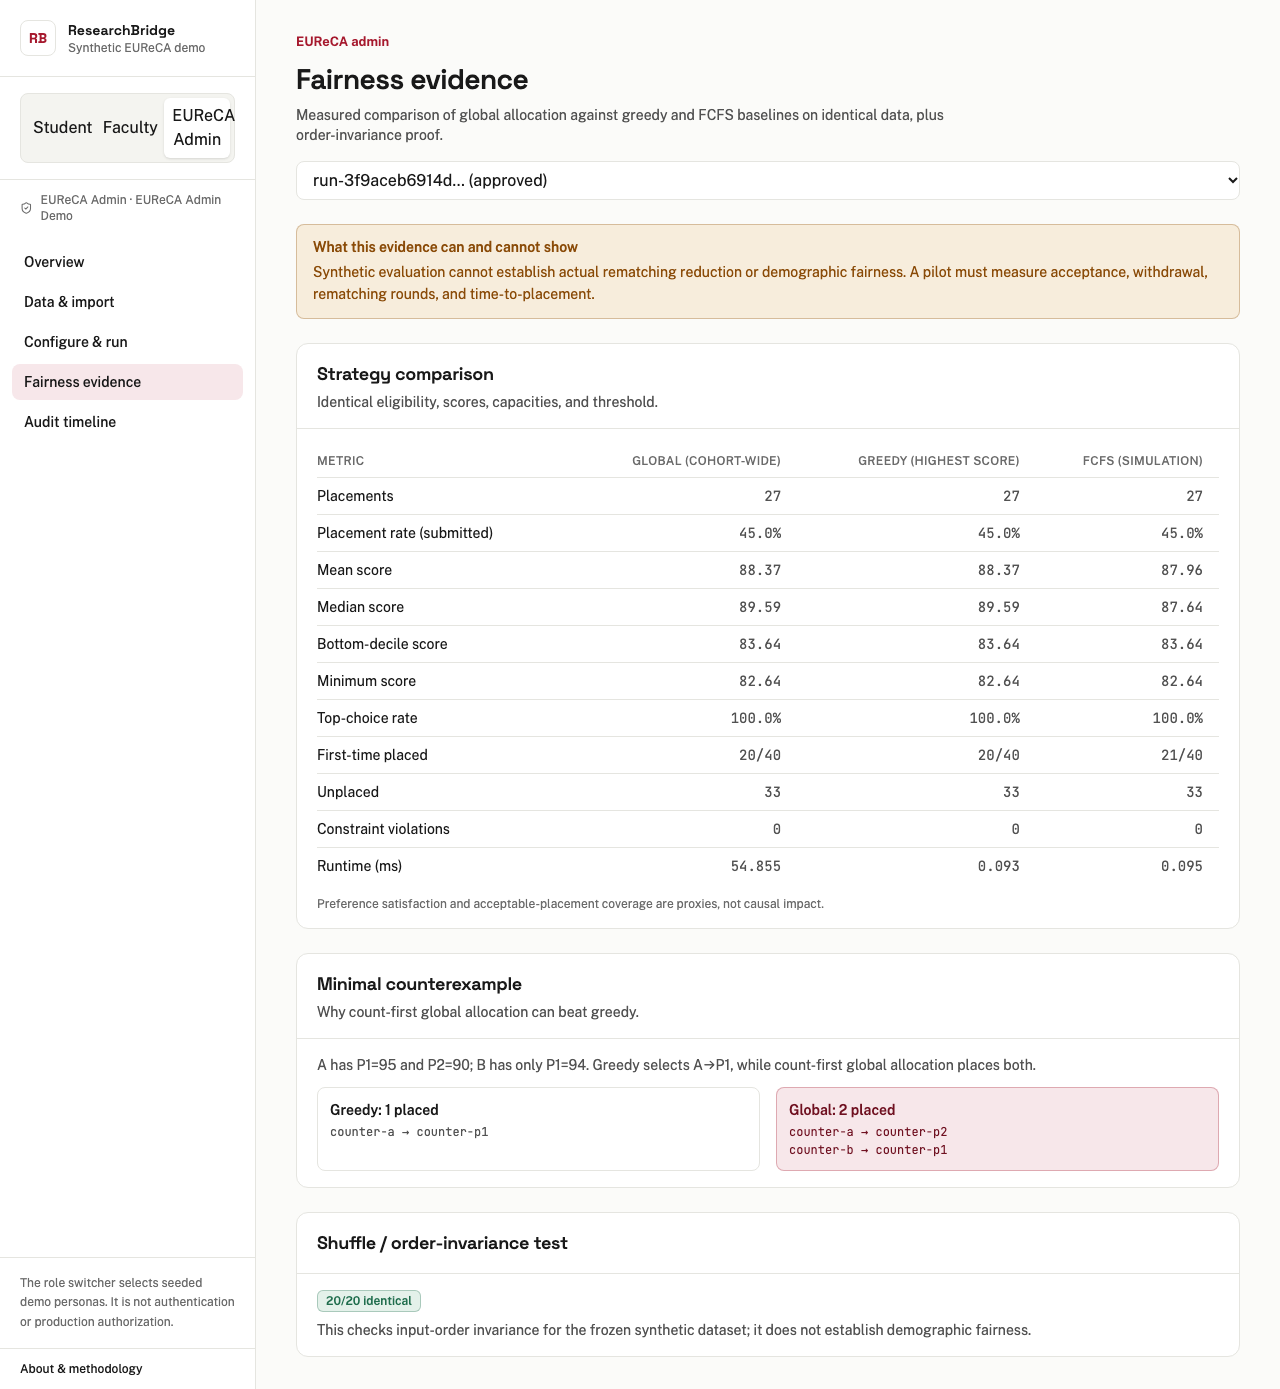 RB
ResearchBridge
Synthetic EUReCA demo
Student
Faculty
EUReCA
Admin
EUReCA Admin · EUReCA Admin
Demo
Overview
Data & import
Configure & run
Fairness evidence
Audit timeline
The role switcher selects seeded
demo personas. It is not authentication
or production authorization.
About & methodology
EUReCA admin
Fairness evidence
Measured comparison of global allocation against greedy and FCFS baselines on identical data, plus
order-invariance proof.
run-3f9aceb6914d... (approved)
What this evidence can and cannot show
Synthetic evaluation cannot establish actual rematching reduction or demographic fairness. A pilot must measure acceptance, withdrawal,
rematching rounds, and time-to-placement.
Strategy comparison
Identical eligibility, scores, capacities, and threshold.
METRIC GLOBAL (COHORT-WIDE) GREEDY (HIGHEST SCORE) FCFS (SIMULATION)
Placements 27 27 27
Placement rate (submitted) 45.0% 45.0% 45.0%
Mean score 88.37 88.37 87.96
Median score 89.59 89.59 87.64
Bottom-decile score 83.64 83.64 83.64
Minimum score 82.64 82.64 82.64
Top-choice rate 100.0% 100.0% 100.0%
First-time placed 20/40 20/40 21/40
Unplaced 33 33 33
Constraint violations 0 0 0
Runtime (ms) 54.855 0.093 0.095
Preference satisfaction and acceptable-placement coverage are proxies, not causal impact.
Minimal counterexample
Why count-first global allocation can beat greedy.
A has P1=95 and P2=90; B has only P1=94. Greedy selects A→P1, while count-first global allocation places both.
Greedy: 1 placed
counter-a → counter-p1
Global: 2 placed
counter-a → counter-p2
counter-b → counter-p1
Shuffle / order-invariance test
20/20 identical
This checks input-order invariance for the frozen synthetic dataset; it does not establish demographic fairness.